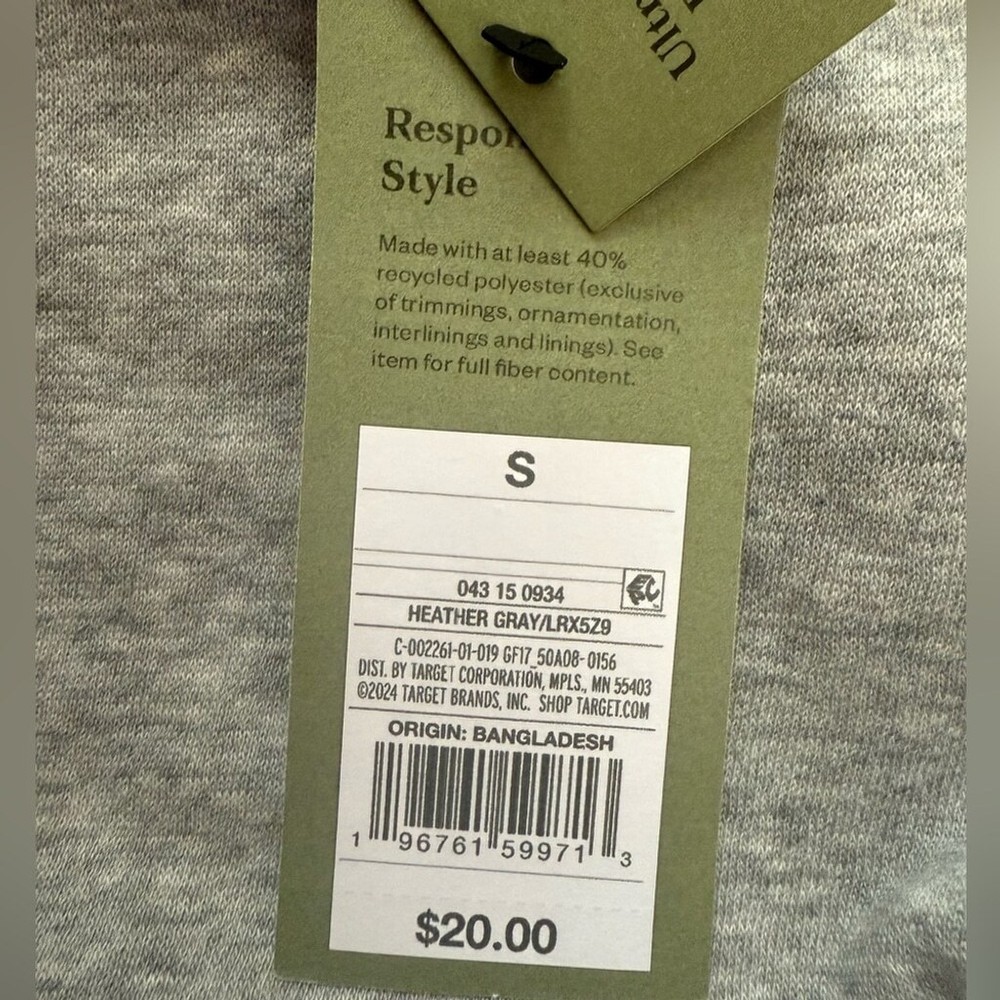 Style
Made with at least 40%
recycled polyester (exclusive
of trimmings, ornamentation,
interlinings and linings). See
item for full fiber content.
S
043 15 0934
HEATHER GRAY/LRX5Z9
C-002261-01-019 GF17_50A08-0156
DIST. BY TARGET CORPORATION, MPLS., MN 55403
©2024 TARGET BRANDS, INC. SHOP TARGET.COM
ORIGIN: BANGLADESH
1 96761 59971 3
$20.00